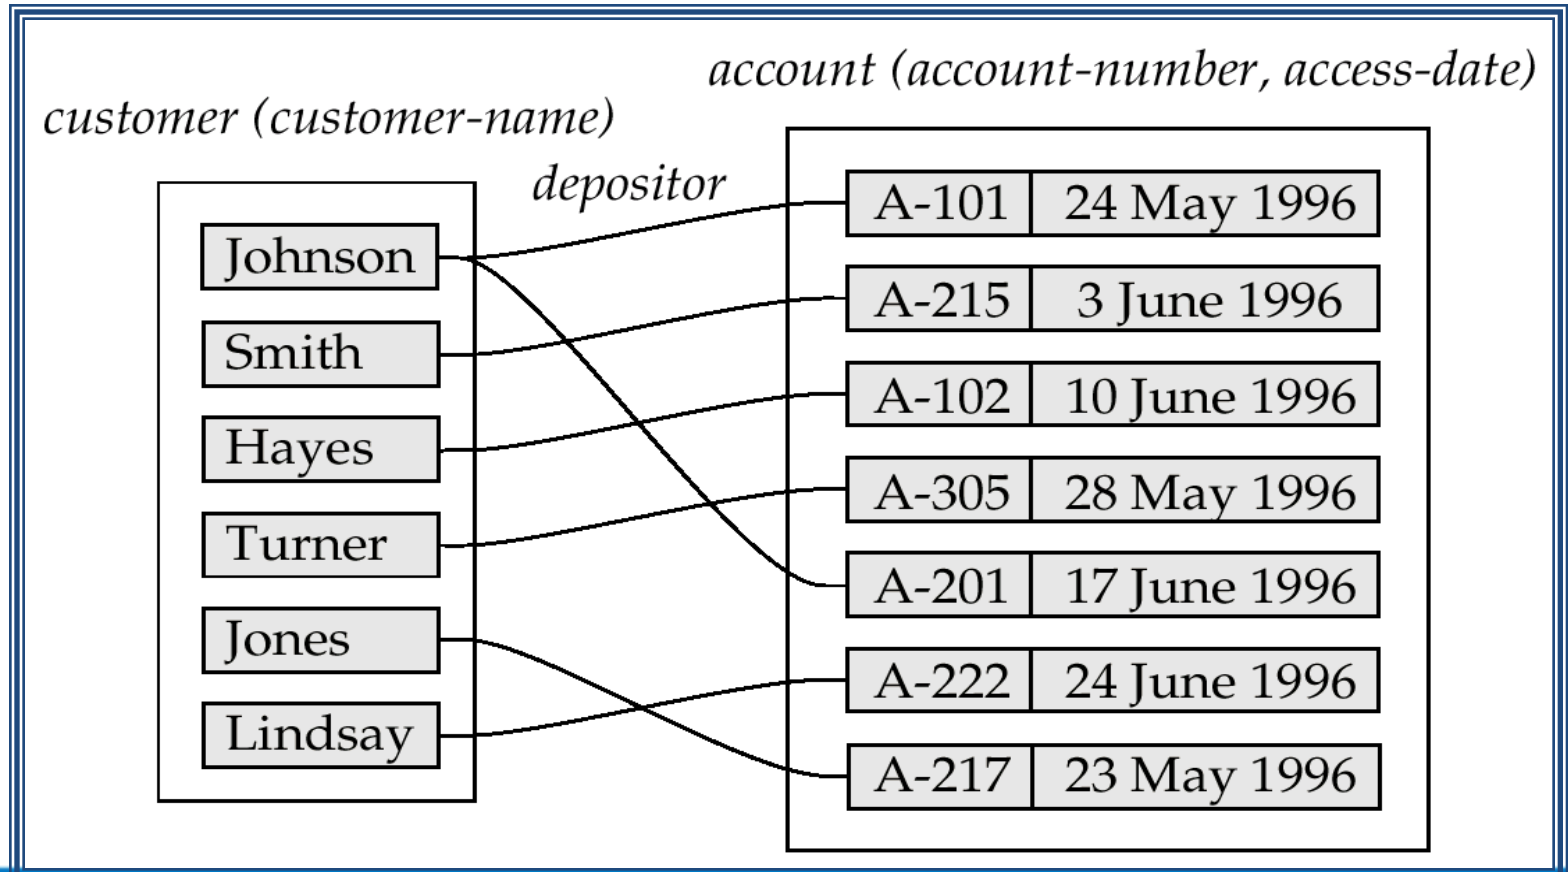 account (account-number, access-date)
customer (customer-name)
depositor
Johnson
Smith
Hayes
Turner
Jones
Lindsay
A-101 24 May 1996
A-215 3 June 1996
A-102 10 June 1996
A-305 28 May 1996
A-201 17 June 1996
A-222 24 June 1996
A-217 23 May 1996